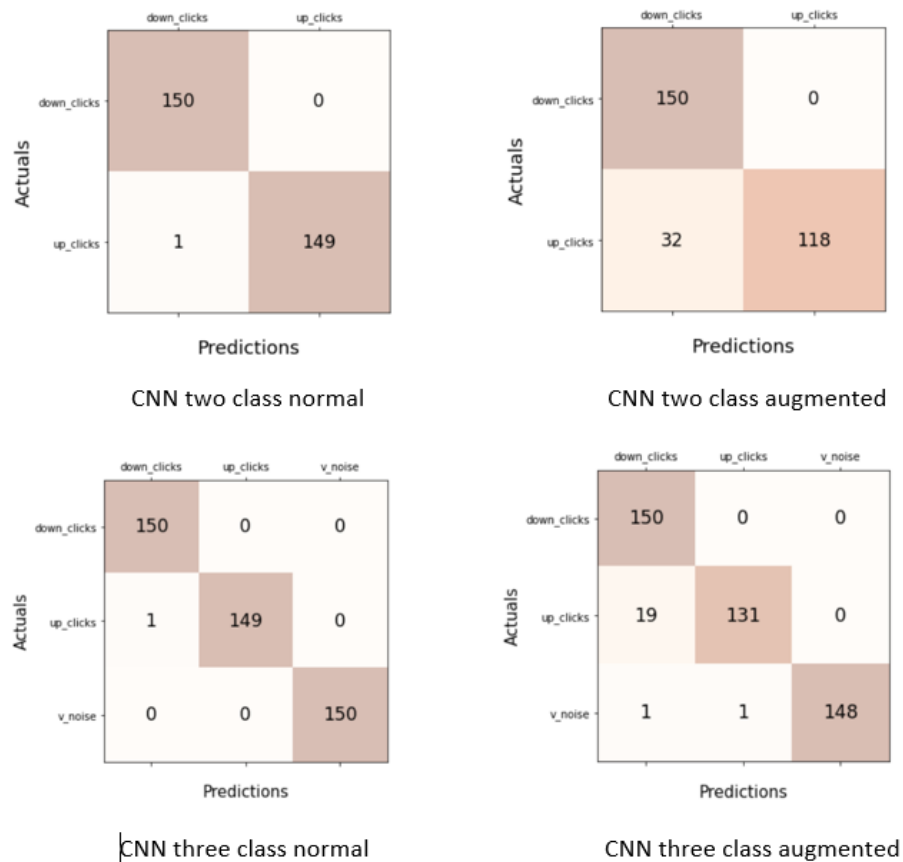 down_clicks up_clicks
down_clicks 150 0
Actuals
up_clicks 1 149
Predictions
CNN two class normal
down_clicks up_clicks
down_clicks 150 0
Actuals
up_clicks 32 118
Predictions
CNN two class augmented
down_clicks up_clicks v_noise
down_clicks 150 0 0
Actuals
up_clicks 1 149 0
v_noise 0 0 150
Predictions
CNN three class normal
down_clicks up_clicks v_noise
down_clicks 150 0 0
Actuals
up_clicks 19 131 0
v_noise 1 1 148
Predictions
CNN three class augmented